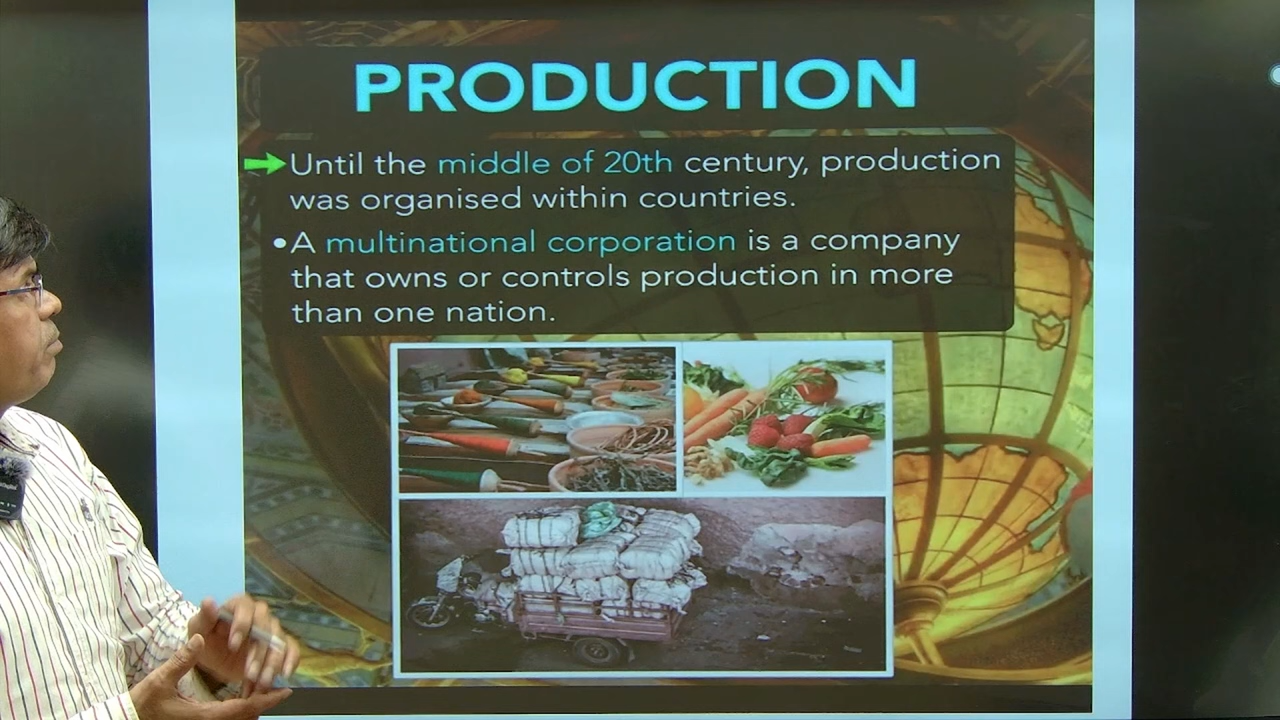 PRODUCTION
Until the middle of 20th century, production
was organised within countries.
•A multinational corporation is a company
that owns or controls production in more
than one nation.